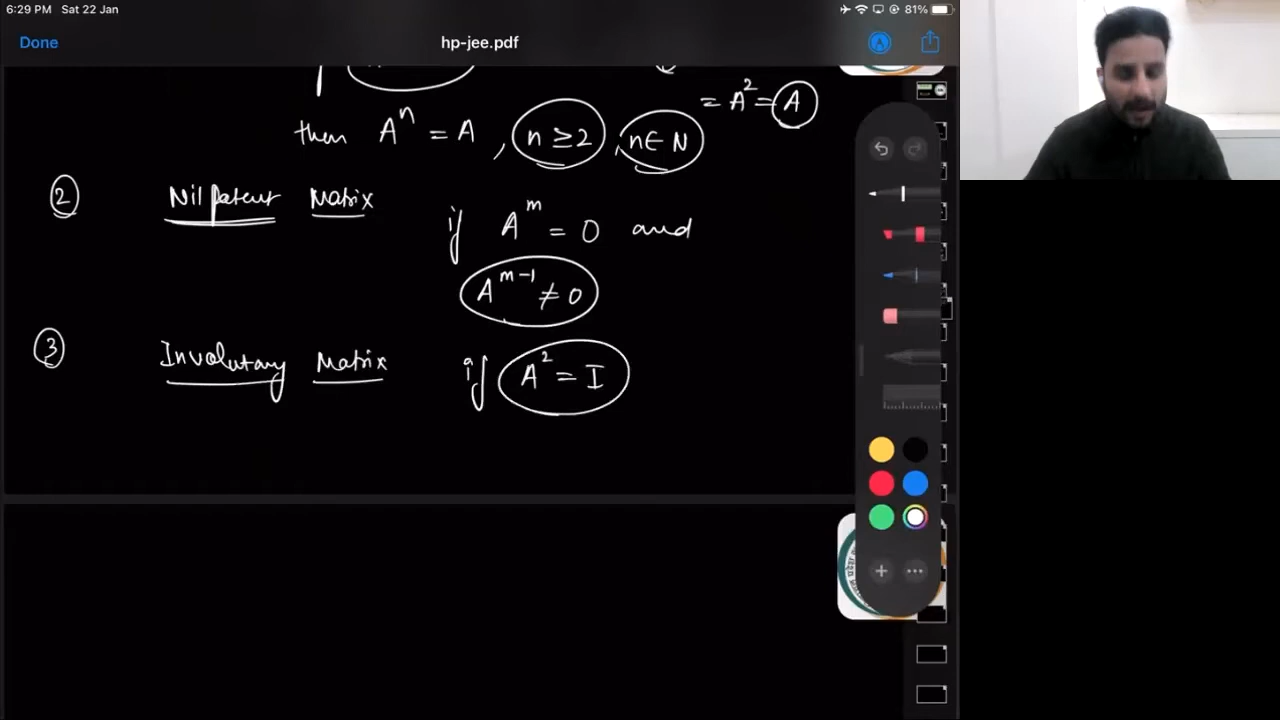 6:29 PM Sat 22 Jan
81%
Done
hp-jee.pdf
= A² = A
then Aⁿ = A , n ≥ 2 , n ∈ N
② Nilpotent Matrix if Aᵐ = 0 and
Aᵐ⁻¹ ≠ 0
③ Involutary Matrix if A² = I